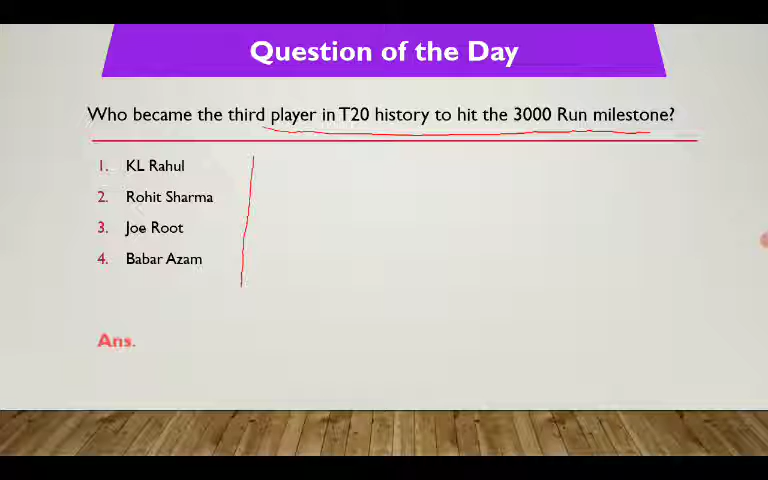 Question of the Day
Who became the third player in T20 history to hit the 3000 Run milestone?
1. KL Rahul
2. Rohit Sharma
3. Joe Root
4. Babar Azam
Ans.